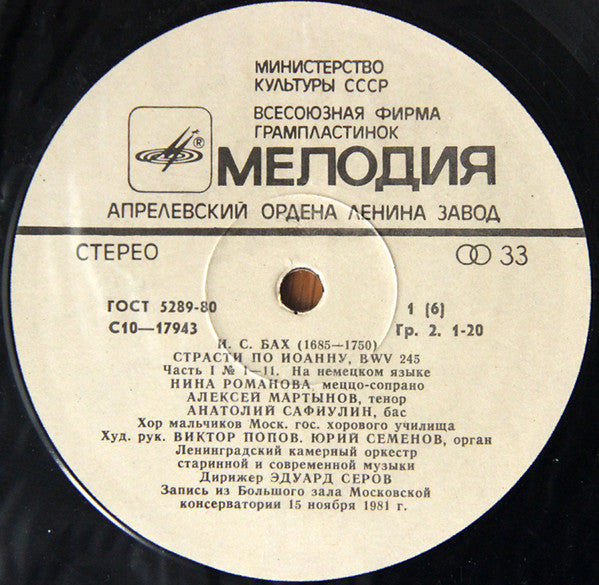 МИНИСТЕРСТВО
КУЛЬТУРЫ СССР
ВСЕСОЮЗНАЯ ФИРМА
ГРАМПЛАСТИНОК
®
МЕЛОДИЯ
АПРЕЛЕВСКИЙ ОРДЕНА ЛЕНИНА ЗАВОД
СТЕРЕО 33
ГОСТ 5289-80 1 (6)
С10—17943 Гр. 2. 1-20
И. С. БАХ (1685—1750)
СТРАСТИ ПО ИОАННУ, BWV 245
Часть I № 1—11. На немецком языке
НИНА РОМАНОВА, меццо-сопрано
АЛЕКСЕЙ МАРТЫНОВ, тенор
АНАТОЛИЙ САФИУЛИН, бас
Хор мальчиков Моск. гос. хорового училища
Худ. рук. ВИКТОР ПОПОВ. ЮРИЙ СЕМЕНОВ, орган
Ленинградский камерный оркестр
старинной и современной музыки
Дирижер ЭДУАРД СЕРОВ
Запись из Большого зала Московской
консерватории 15 ноября 1981 г.